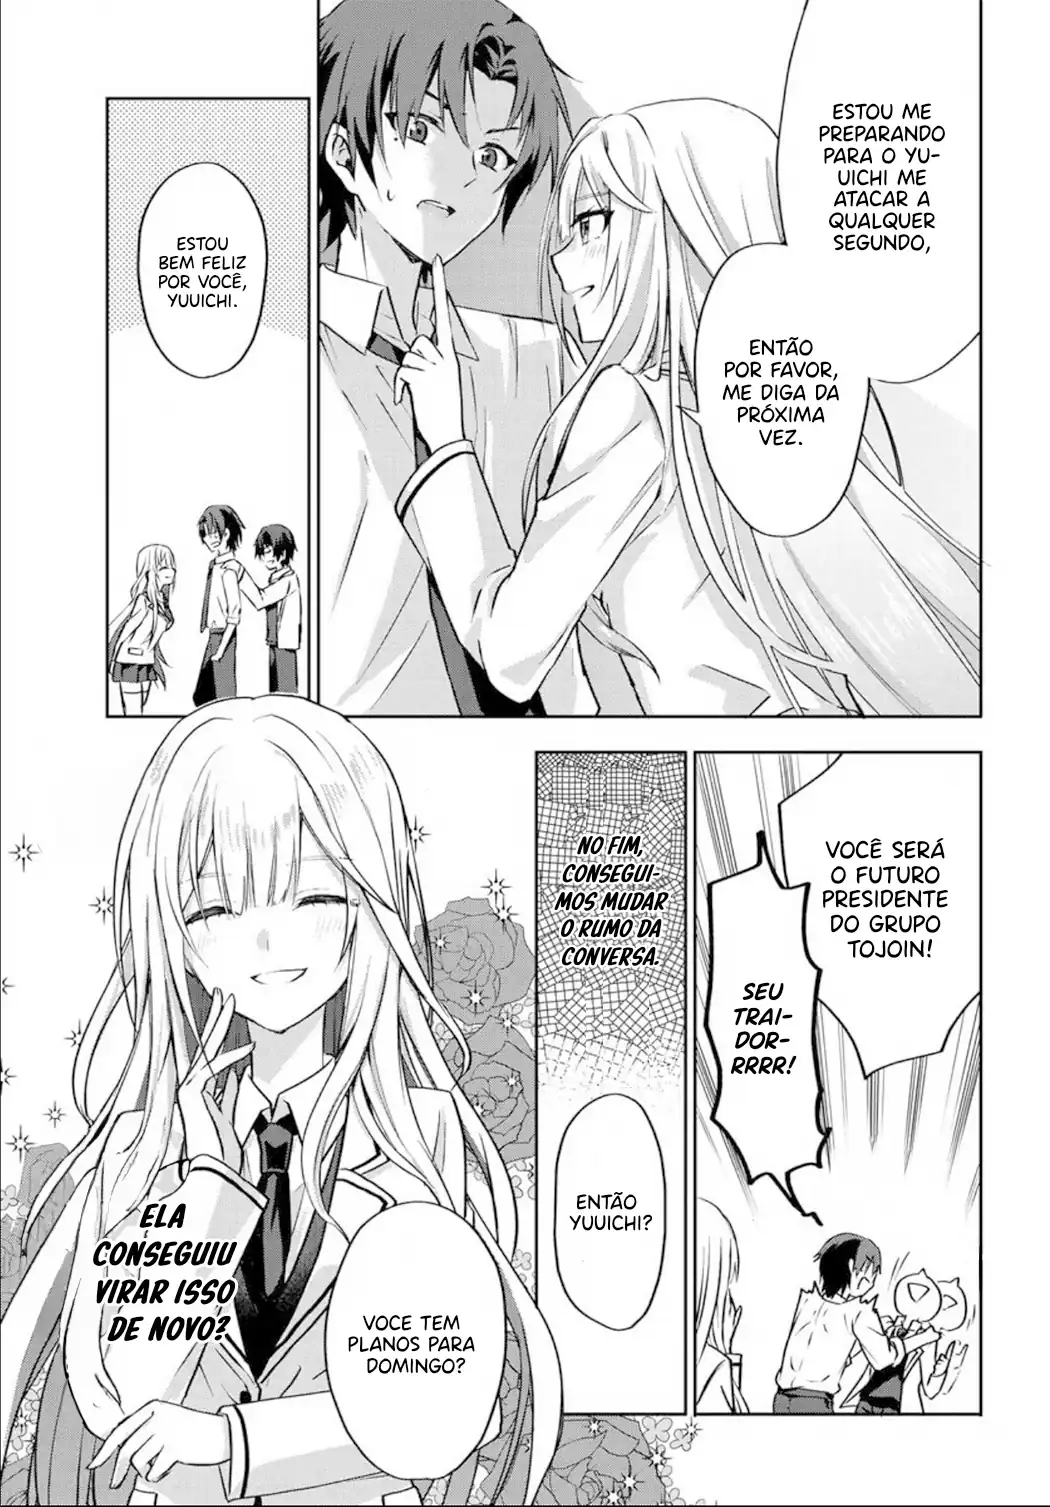 ESTOU ME
PREPARANDO
PARA O YU-
UICHI ME
ATACAR A
QUALQUER
SEGUNDO,
ENTÃO
POR FAVOR,
ME DIGA DA
PRÓXIMA
VEZ.
ESTOU
BEM FELIZ
POR VOCÊ,
YUUICHI.
VOCÊ SERÁ
O FUTURO
PRESIDENTE
DO GRUPO
TOJOIN!
SEU
TRAI-
DOR-
RRRR!
NO FIM,
CONSEGUI-
MOS MUDAR
O RUMO DA
CONVERSA.
ENTÃO
YUUICHI?
ELA
CONSEGUIU
VIRAR ISSO
DE NOVO?
VOCE TEM
PLANOS PARA
DOMINGO?